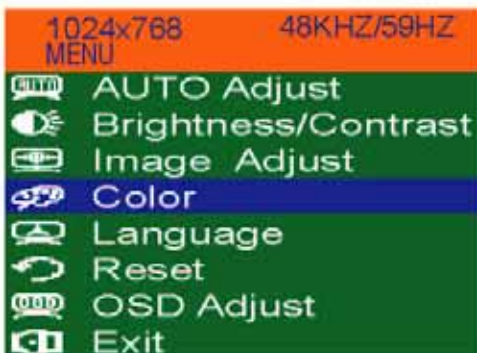 1024x768 48KHZ/59HZ
MENU
AUTO Adjust
Brightness/Contrast
Image Adjust
Color
Language
Reset
OSD Adjust
Exit